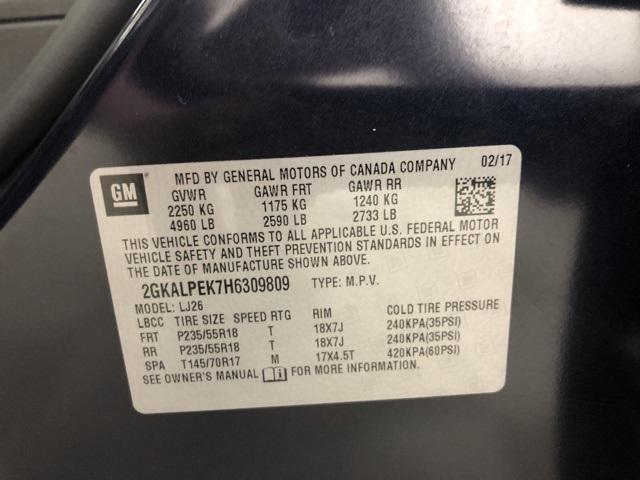 MFD BY GENERAL MOTORS OF CANADA COMPANY 02/17
GM
GVWR GAWR FRT GAWR RR
2250 KG 1175 KG 1240 KG
4960 LB 2590 LB 2733 LB
THIS VEHICLE CONFORMS TO ALL APPLICABLE U.S. FEDERAL MOTOR
VEHICLE SAFETY AND THEFT PREVENTION STANDARDS IN EFFECT ON
THE DATE OF MANUFACTURE SHOWN ABOVE.
2GKALPEK7H6309809 TYPE: M.P.V.
MODEL: LJ26
LBCC TIRE SIZE SPEED RTG RIM COLD TIRE PRESSURE
FRT P235/55R18 T 18X7J 240KPA(35PSI)
RR P235/55R18 T 18X7J 240KPA(35PSI)
SPA T145/70R17 M 17X4.5T 420KPA(60PSI)
SEE OWNER'S MANUAL FOR MORE INFORMATION.